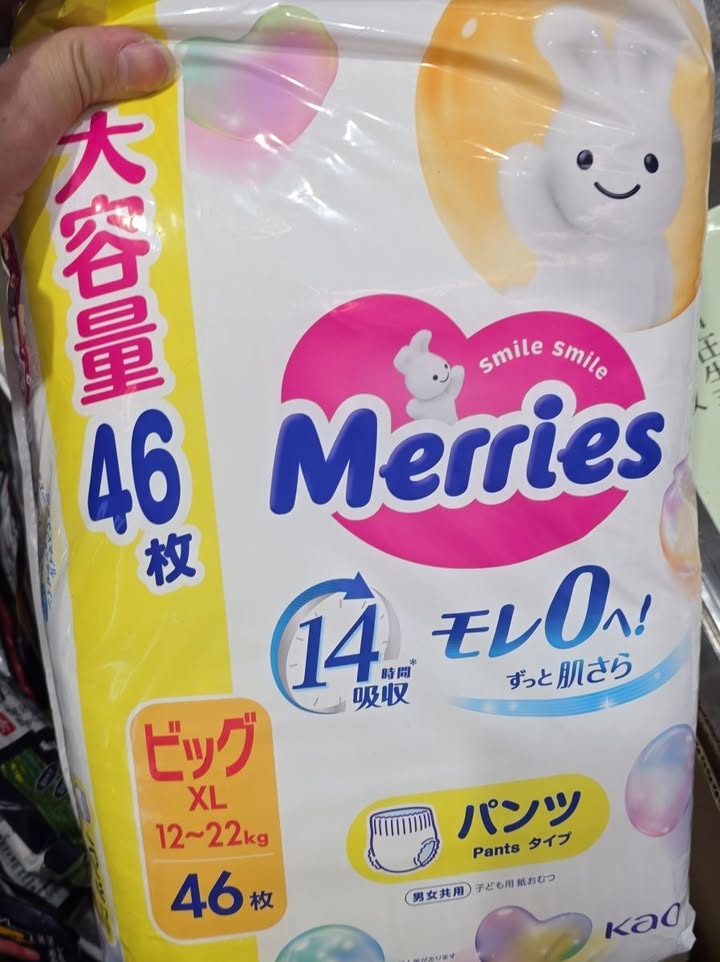 大容量
46
枚
Smile Smile
Merries
14
時間*
吸収
モレ0へ!
ずっと肌さら
ビッグ
XL
12～22kg
46枚
パンツ
Pants タイプ
男女共用 子ども用 紙おむつ
Kao